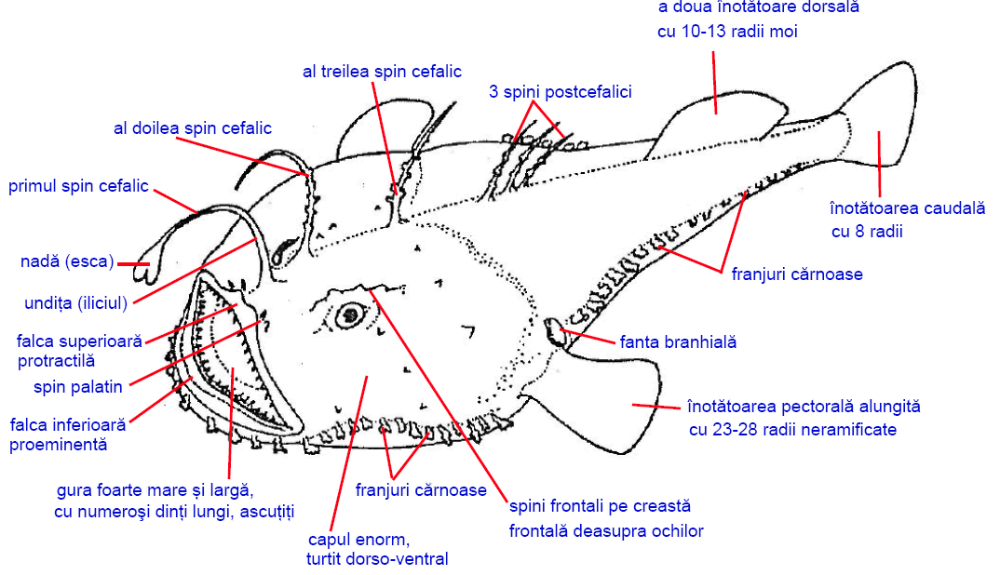 a doua înotătoare dorsală
cu 10-13 radii moi
al treilea spin cefalic
3 spini postcefalici
al doilea spin cefalic
primul spin cefalic
înotătoarea caudală
cu 8 radii
nadă (esca)
franjuri cărnoase
undița (iliciul)
falca superioară
protractilă
fanta branhială
spin palatin
falca inferioară
proeminentă
înotătoarea pectorală alungită
cu 23-28 radii neramificate
gura foarte mare și largă,
cu numeroşi dinți lungi, ascuțiți
franjuri cărnoase
spini frontali pe creastă
frontală deasupra ochilor
capul enorm,
turtit dorso-ventral